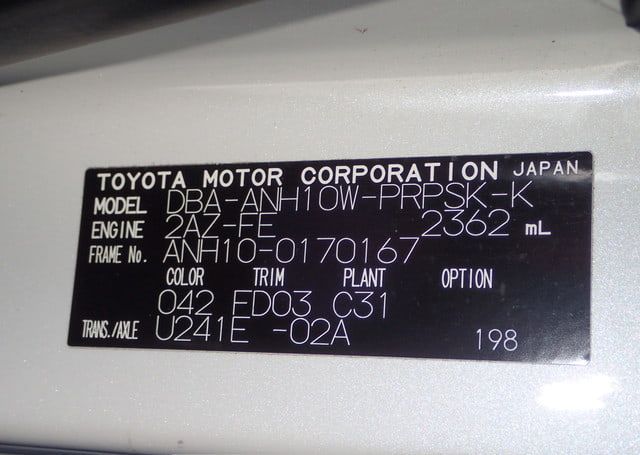 TOYOTA MOTOR CORPORATION JAPAN
MODEL DBA-ANH10W-PRPSK-K
ENGINE 2AZ-FE 2362 mL
FRAME No. ANH10-0170167
COLOR TRIM PLANT OPTION
042 FD03 C31
TRANS./AXLE U241E -02A 198